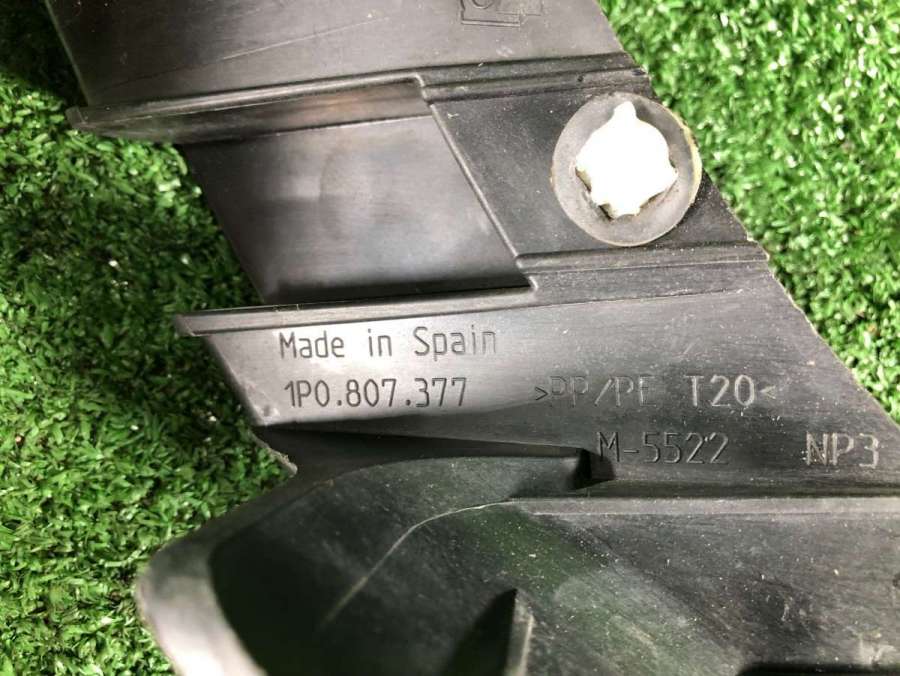 Made in Spain
1P0.807.377 >PP/PE T20<
M-5522 NP3